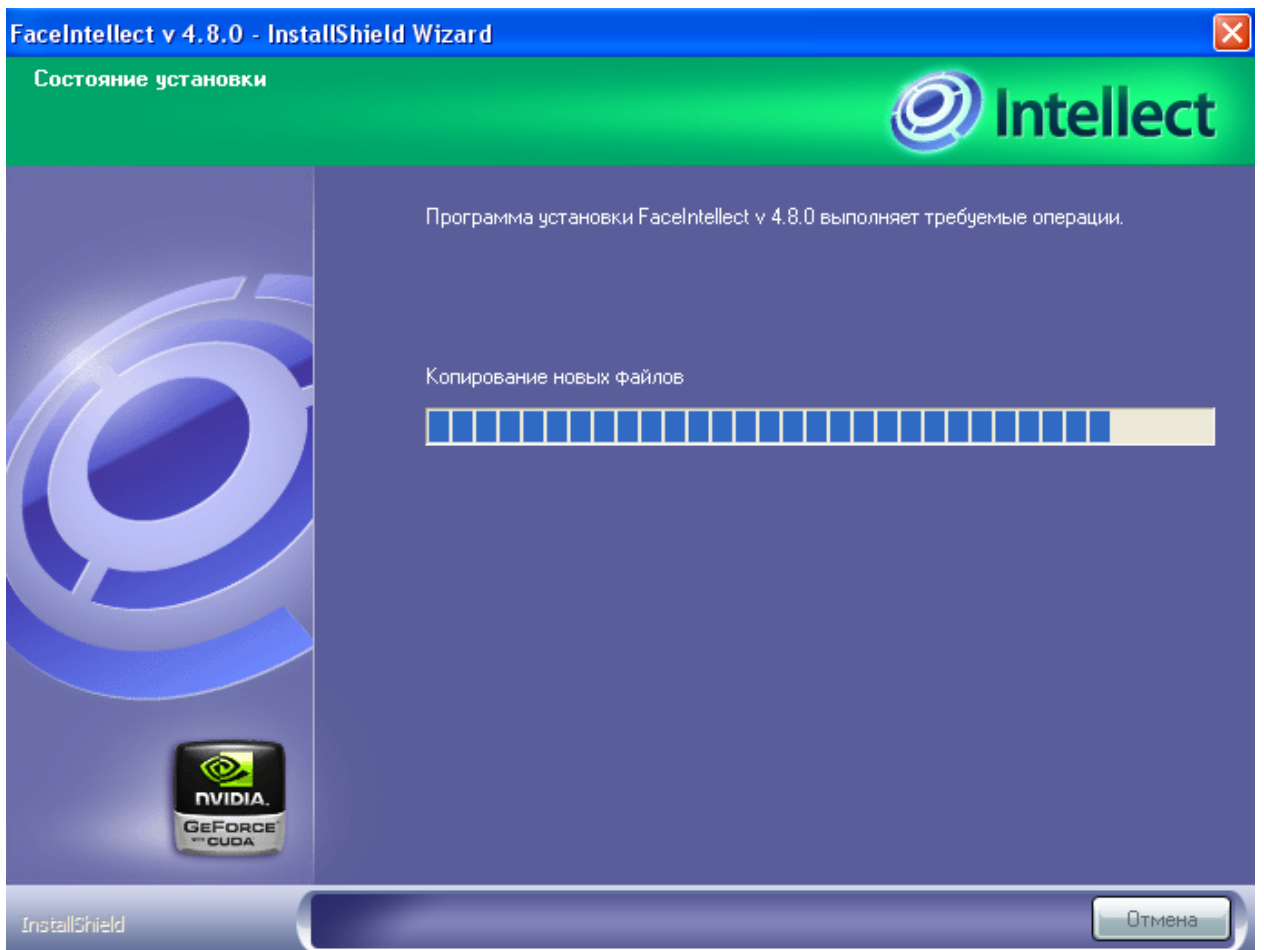 FaceIntellect v 4.8.0 - InstallShield Wizard
Состояние установки
Intellect
Программа установки FaceIntellect v 4.8.0 выполняет требуемые операции.
Копирование новых файлов
NVIDIA.
GEFORCE
WITH CUDA
InstallShield
Отмена